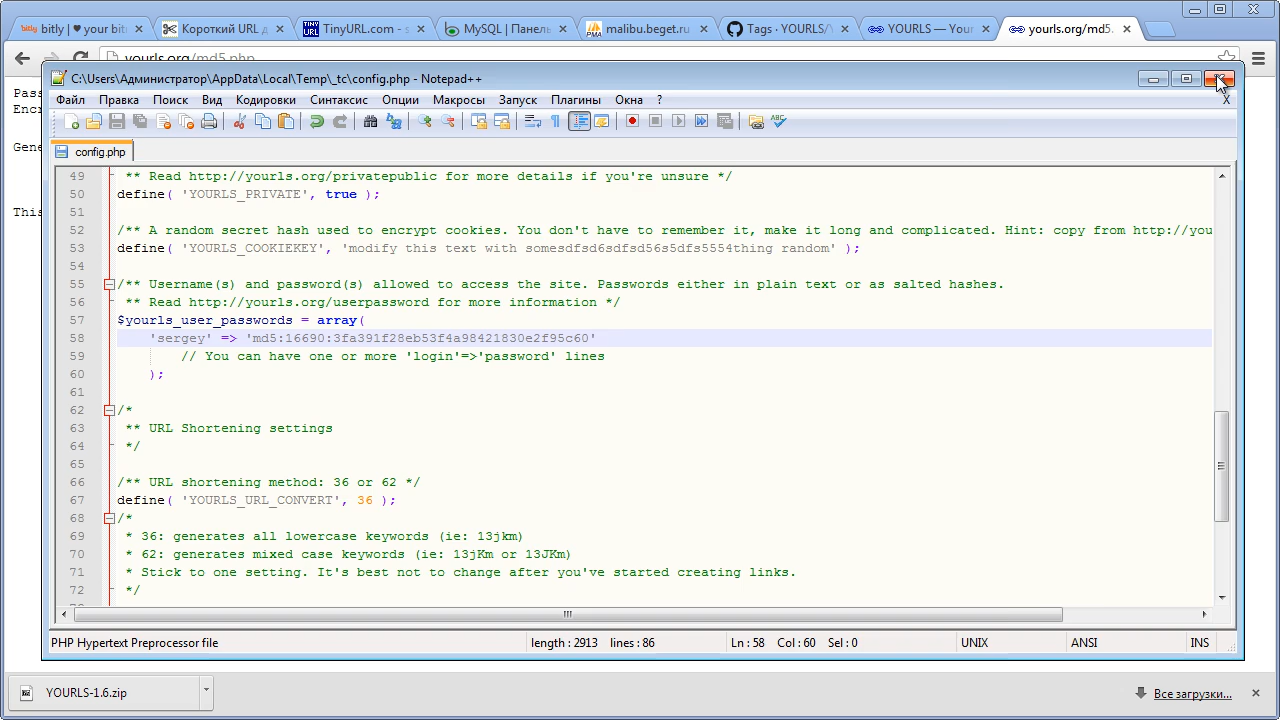 bitly | ♥ your bitm
Короткий URL д
TinyURL.com - s
MySQL | Панель
malibu.beget.ru
Tags · YOURLS/Y
YOURLS — Your
yourls.org/md5.
yourls.org/md5.php
C:\Users\Администратор\AppData\Local\Temp\_tc\config.php - Notepad++
Файл Правка Поиск Вид Кодировки Синтаксис Опции Макросы Запуск Плагины Окна ? X
config.php
Pass
Encr
Gene
This
49 ** Read http://yourls.org/privatepublic for more details if you're unsure */
50 define( 'YOURLS_PRIVATE', true );
51
52 /** A random secret hash used to encrypt cookies. You don't have to remember it, make it long and complicated. Hint: copy from http://you
53 define( 'YOURLS_COOKIEKEY', 'modify this text with somesdfsd6sdfsd56s5dfs5554thing random' );
54
55 /** Username(s) and password(s) allowed to access the site. Passwords either in plain text or as salted hashes.
56 ** Read http://yourls.org/userpassword for more information */
57 $yourls_user_passwords = array(
58 'sergey' => 'md5:16690:3fa391f28eb53f4a98421830e2f95c60'
59 // You can have one or more 'login'=>'password' lines
60 );
61
62 /*
63 ** URL Shortening settings
64 */
65
66 /** URL shortening method: 36 or 62 */
67 define( 'YOURLS_URL_CONVERT', 36 );
68 /*
69 * 36: generates all lowercase keywords (ie: 13jkm)
70 * 62: generates mixed case keywords (ie: 13jKm or 13JKm)
71 * Stick to one setting. It's best not to change after you've started creating links.
72 */
PHP Hypertext Preprocessor file length : 2913 lines : 86 Ln : 58 Col : 60 Sel : 0 UNIX ANSI INS
YOURLS-1.6.zip
Все загрузки...